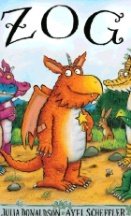 ZOG
JULIA DONALDSON • AXEL SCHEFFLER